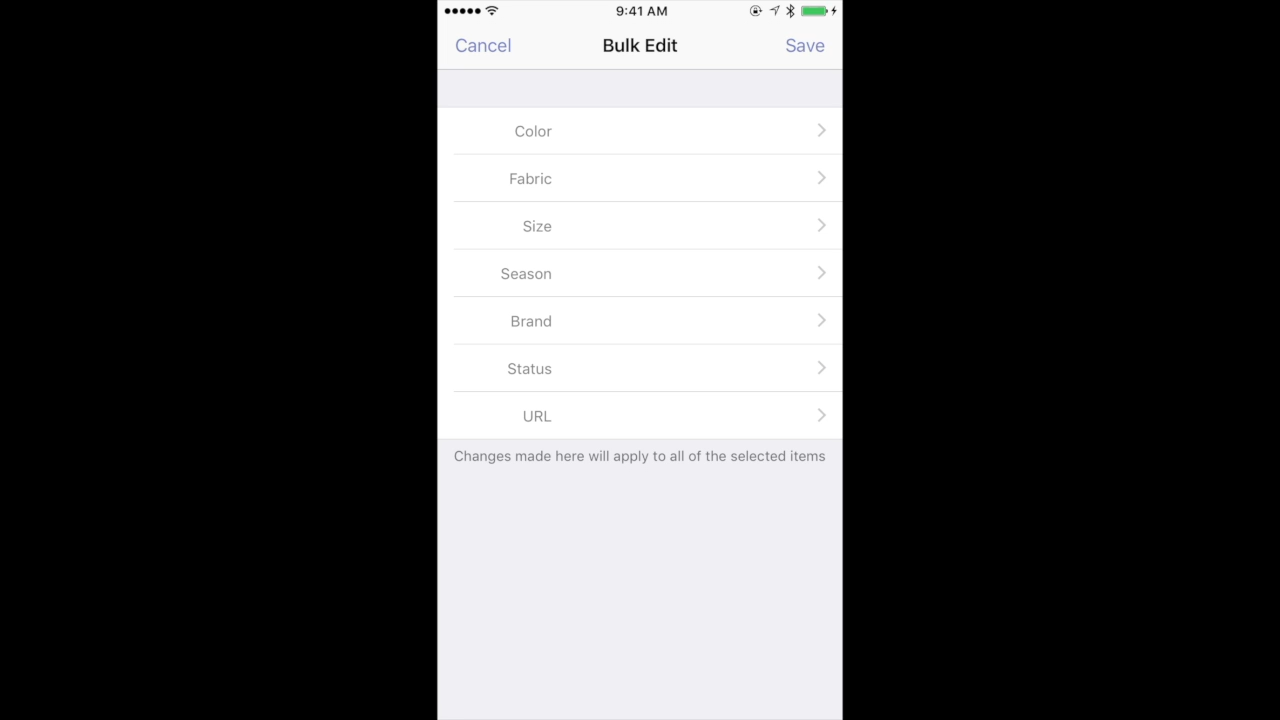 9:41 AM
Cancel Bulk Edit Save
Color
Fabric
Size
Season
Brand
Status
URL
Changes made here will apply to all of the selected items